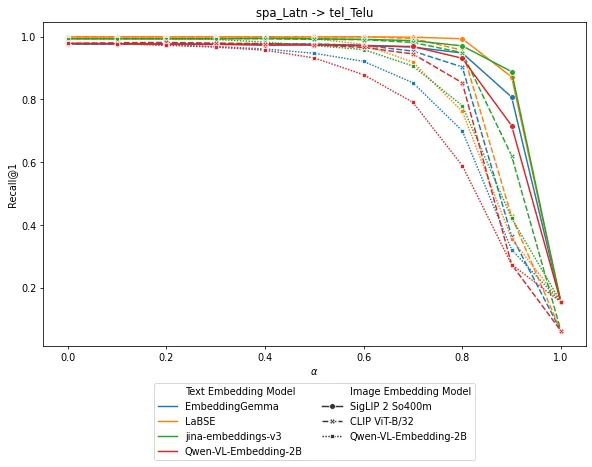 spa_Latn -> tel_Telu
Recall@1
1.0
0.8
0.6
0.4
0.2
0.0 0.2 0.4 0.6 0.8 1.0
α
Text Embedding Model
EmbeddingGemma
LaBSE
jina-embeddings-v3
Qwen-VL-Embedding-2B
Image Embedding Model
SigLIP 2 So400m
CLIP ViT-B/32
Qwen-VL-Embedding-2B